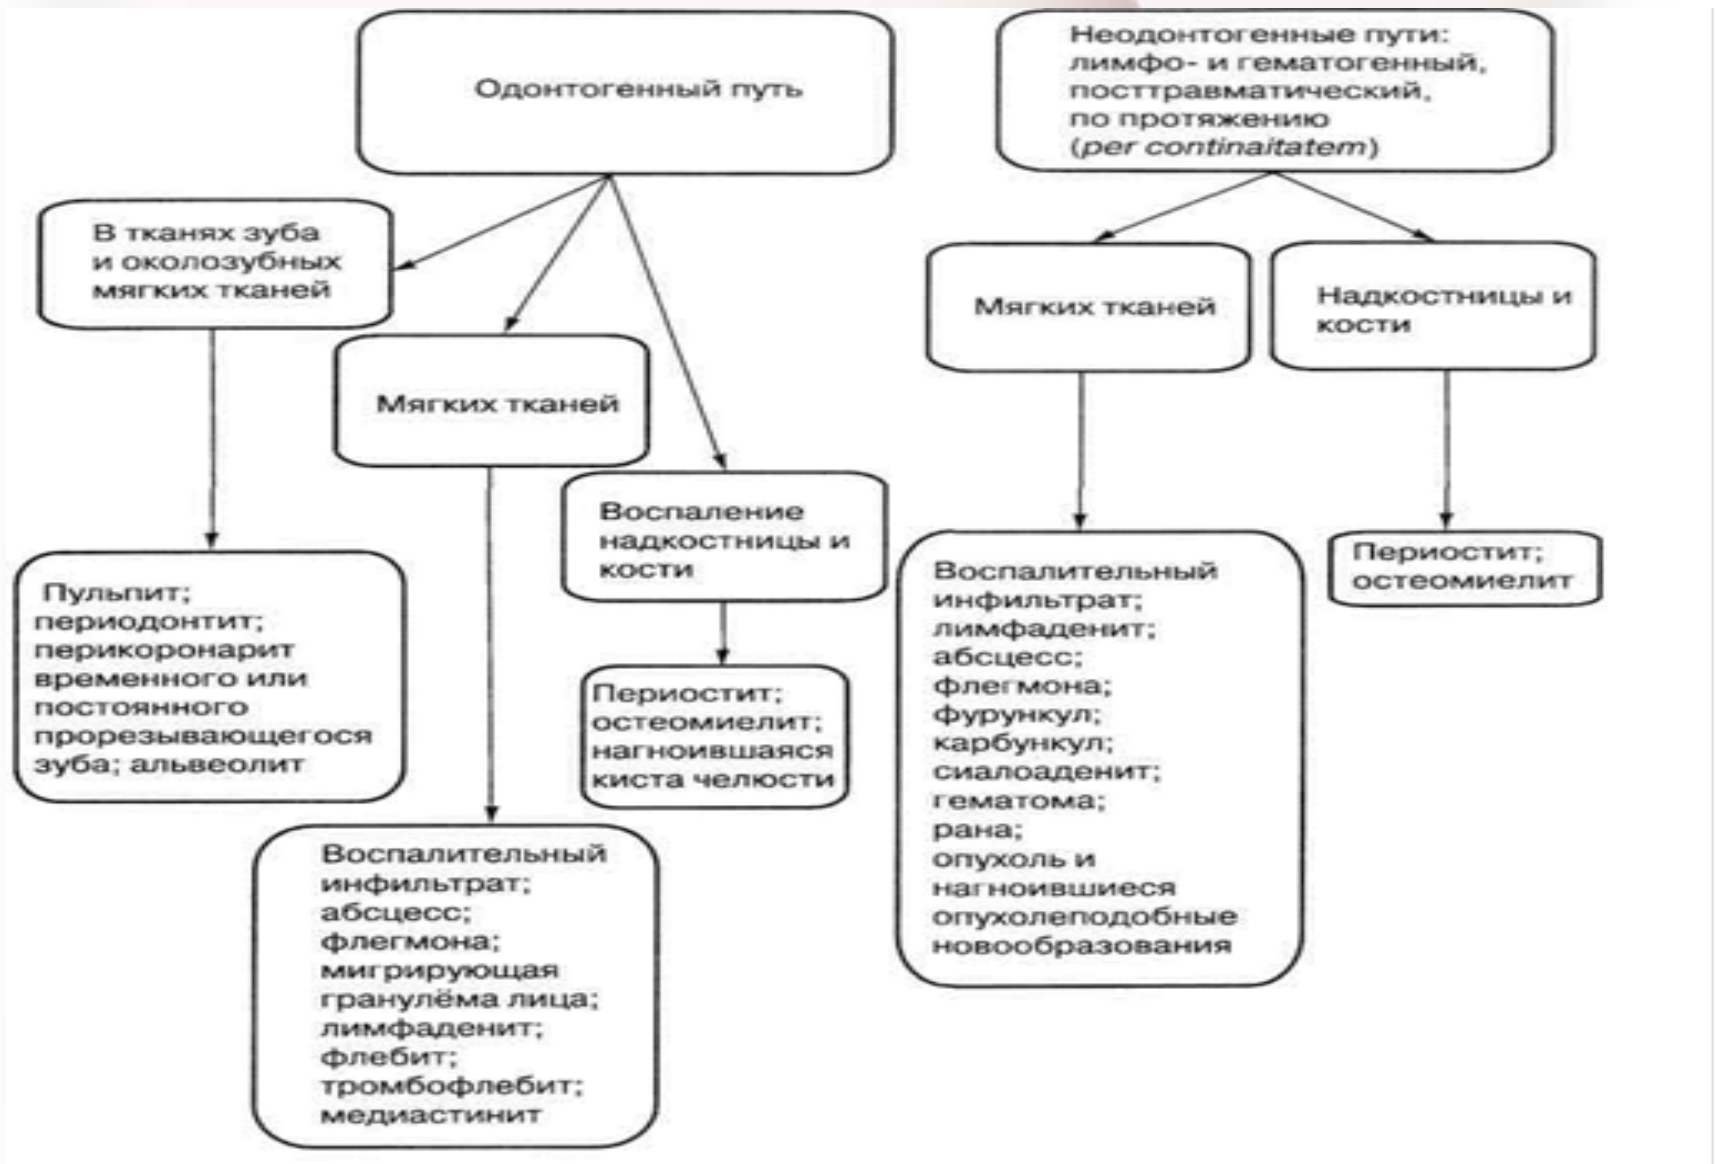 Одонтогенный путь
Неодонтогенные пути:
лимфо- и гематогенный,
посттравматический,
по протяжению
(per continaitatem)
В тканях зуба
и околозубных
мягких тканей
Мягких тканей
Воспаление
надкостницы и
кости
Мягких тканей
Надкостницы и
кости
Пульпит;
периодонтит;
перикоронарит
временного или
постоянного
прорезывающегося
зуба; альвеолит
Воспалительный
инфильтрат;
абсцесс;
флегмона;
мигрирующая
гранулёма лица;
лимфаденит;
флебит;
тромбофлебит;
медиастинит
Периостит;
остеомиелит;
нагноившаяся
киста челюсти
Воспалительный
инфильтрат;
лимфаденит;
абсцесс;
флегмона;
фурункул;
карбункул;
сиалоаденит;
гематома;
рана;
опухоль и
нагноившиеся
опухолеподобные
новообразования
Периостит;
остеомиелит